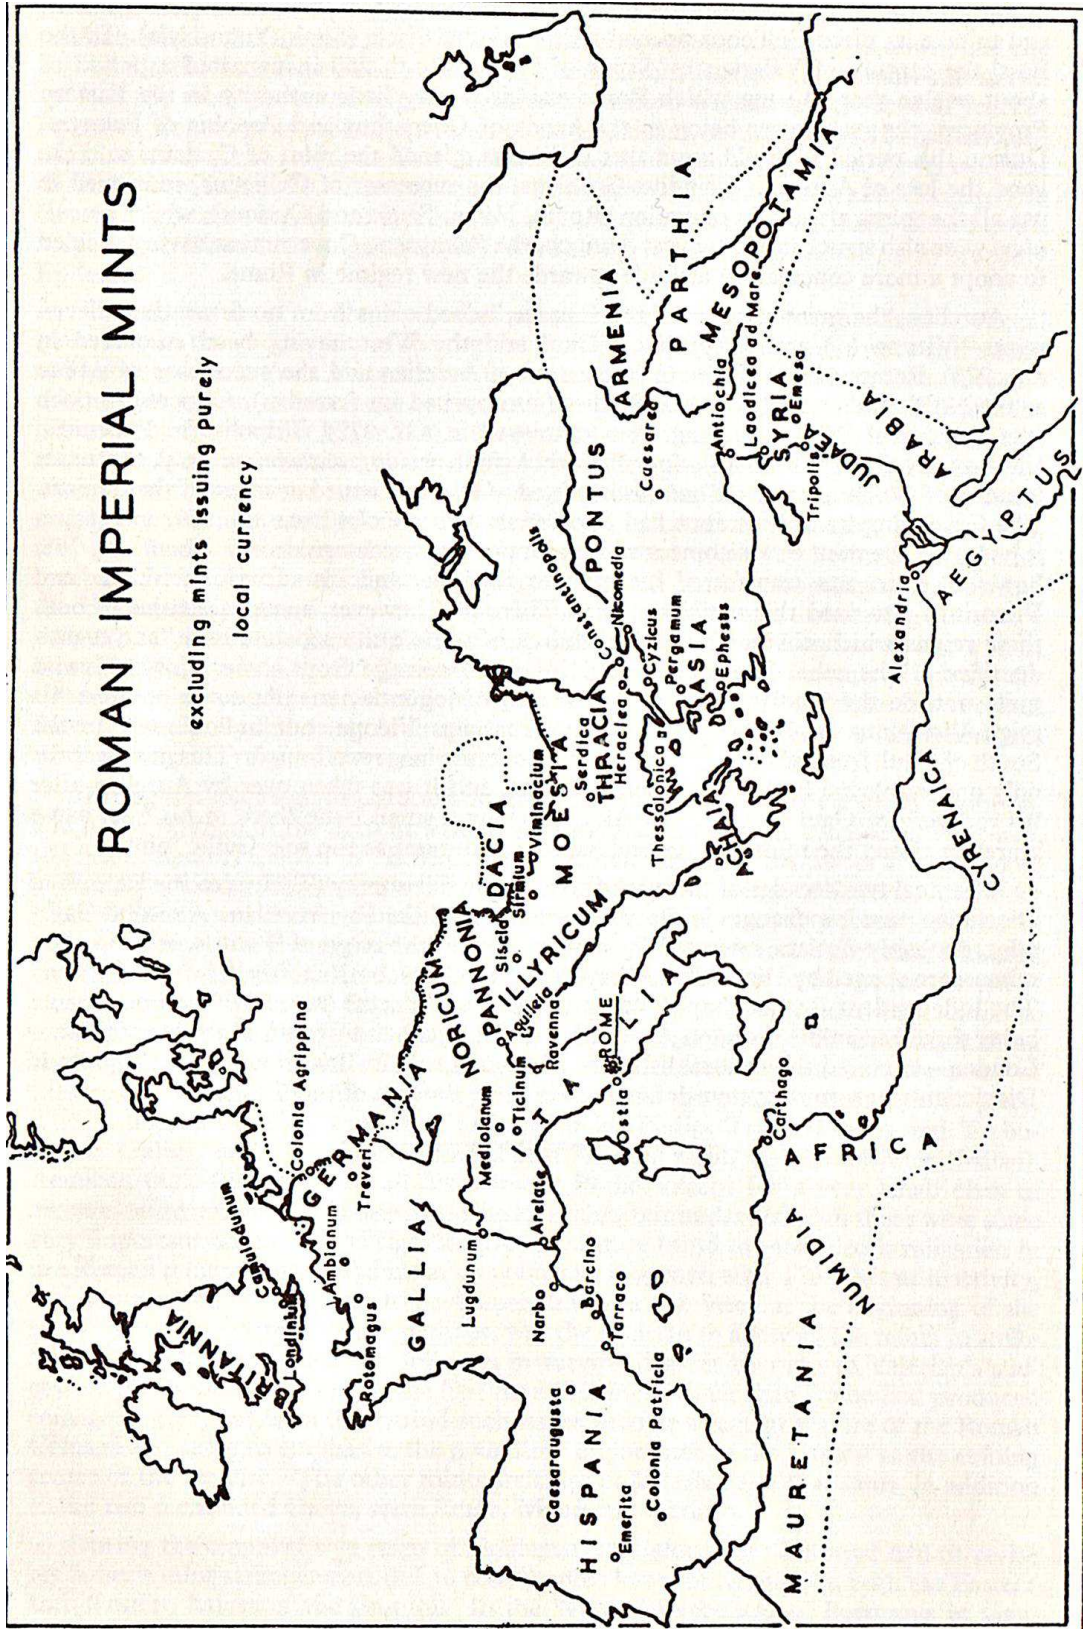 ROMAN IMPERIAL MINTS
excluding mints issuing purely
local currency
BRITANNIA
Camulodunum
Londinium
Colonia Agrippina
GERMANIA
Treveri
Ambianum
Rotomagus
GALLIA
Lugdunum
Arelate
Narbo
Mediolanum
Ticinum
Aquileia
Ravenna
ITALIA
ROME
Ostia
NORICUM
PANNONIA
Siscia
Sirmium
ILLYRICUM
DACIA
Viminacium
MOESIA
Serdica
THRACIA
Heraclea
Constantinopolis
Thessalonica
ACHAIA
Nicomedia
Cyzicus
Pergamum
ASIA
Ephesus
PONTUS
ARMENIA
Caesarea
PARTHIA
MESOPOTAMIA
Antiochia
Laodicea ad Mare
SYRIA
Emesa
Tripolis
JUDAEA
ARABIA
Alexandria
AEGYPTUS
CYRENAICA
Barcino
Tarraco
Caesaraugusta
HISPANIA
Emerita
Colonia Patricia
Carthago
AFRICA
NUMIDIA
MAURETANIA